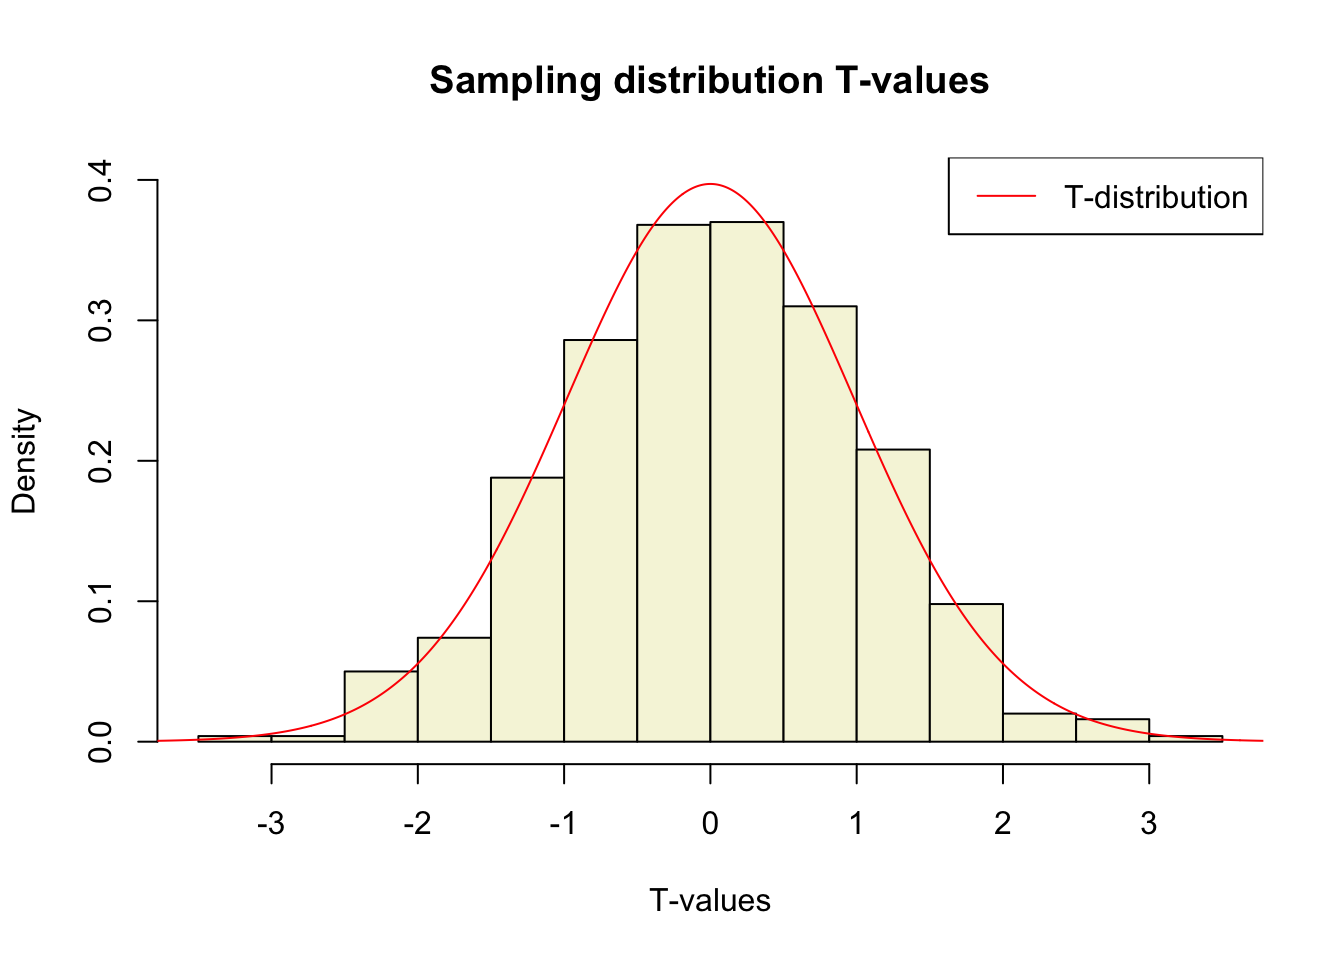 Sampling distribution T-values
T-distribution
Density
0.4
0.3
0.2
0.1
0.0
-3 -2 -1 0 1 2 3
T-values